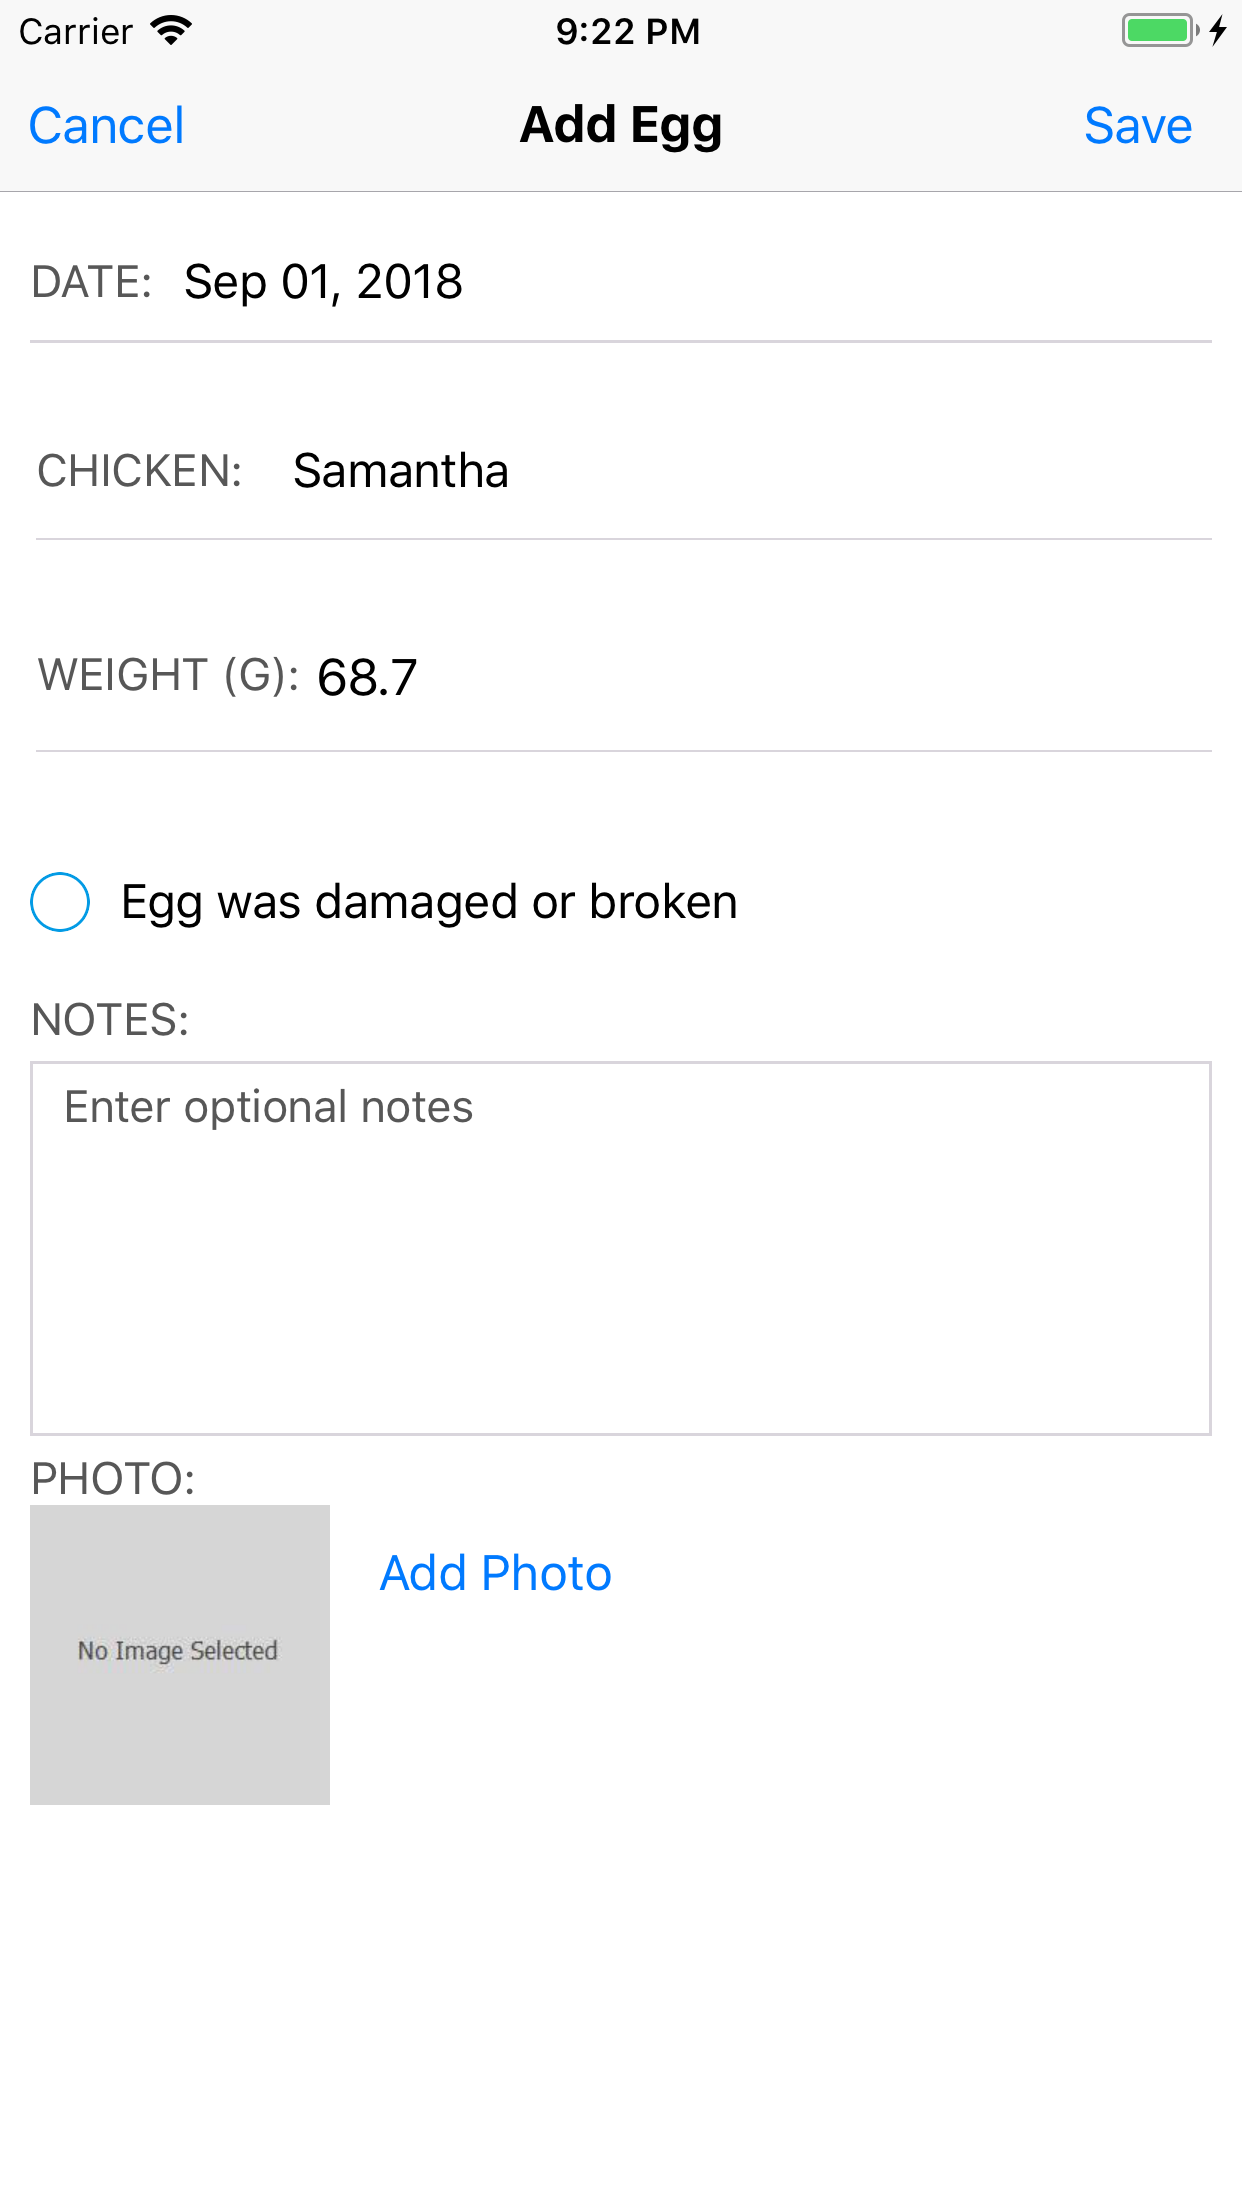 Carrier 9:22 PM
Cancel Add Egg Save
DATE: Sep 01, 2018
CHICKEN: Samantha
WEIGHT (G): 68.7
Egg was damaged or broken
NOTES:
Enter optional notes
PHOTO:
Add Photo
No Image Selected